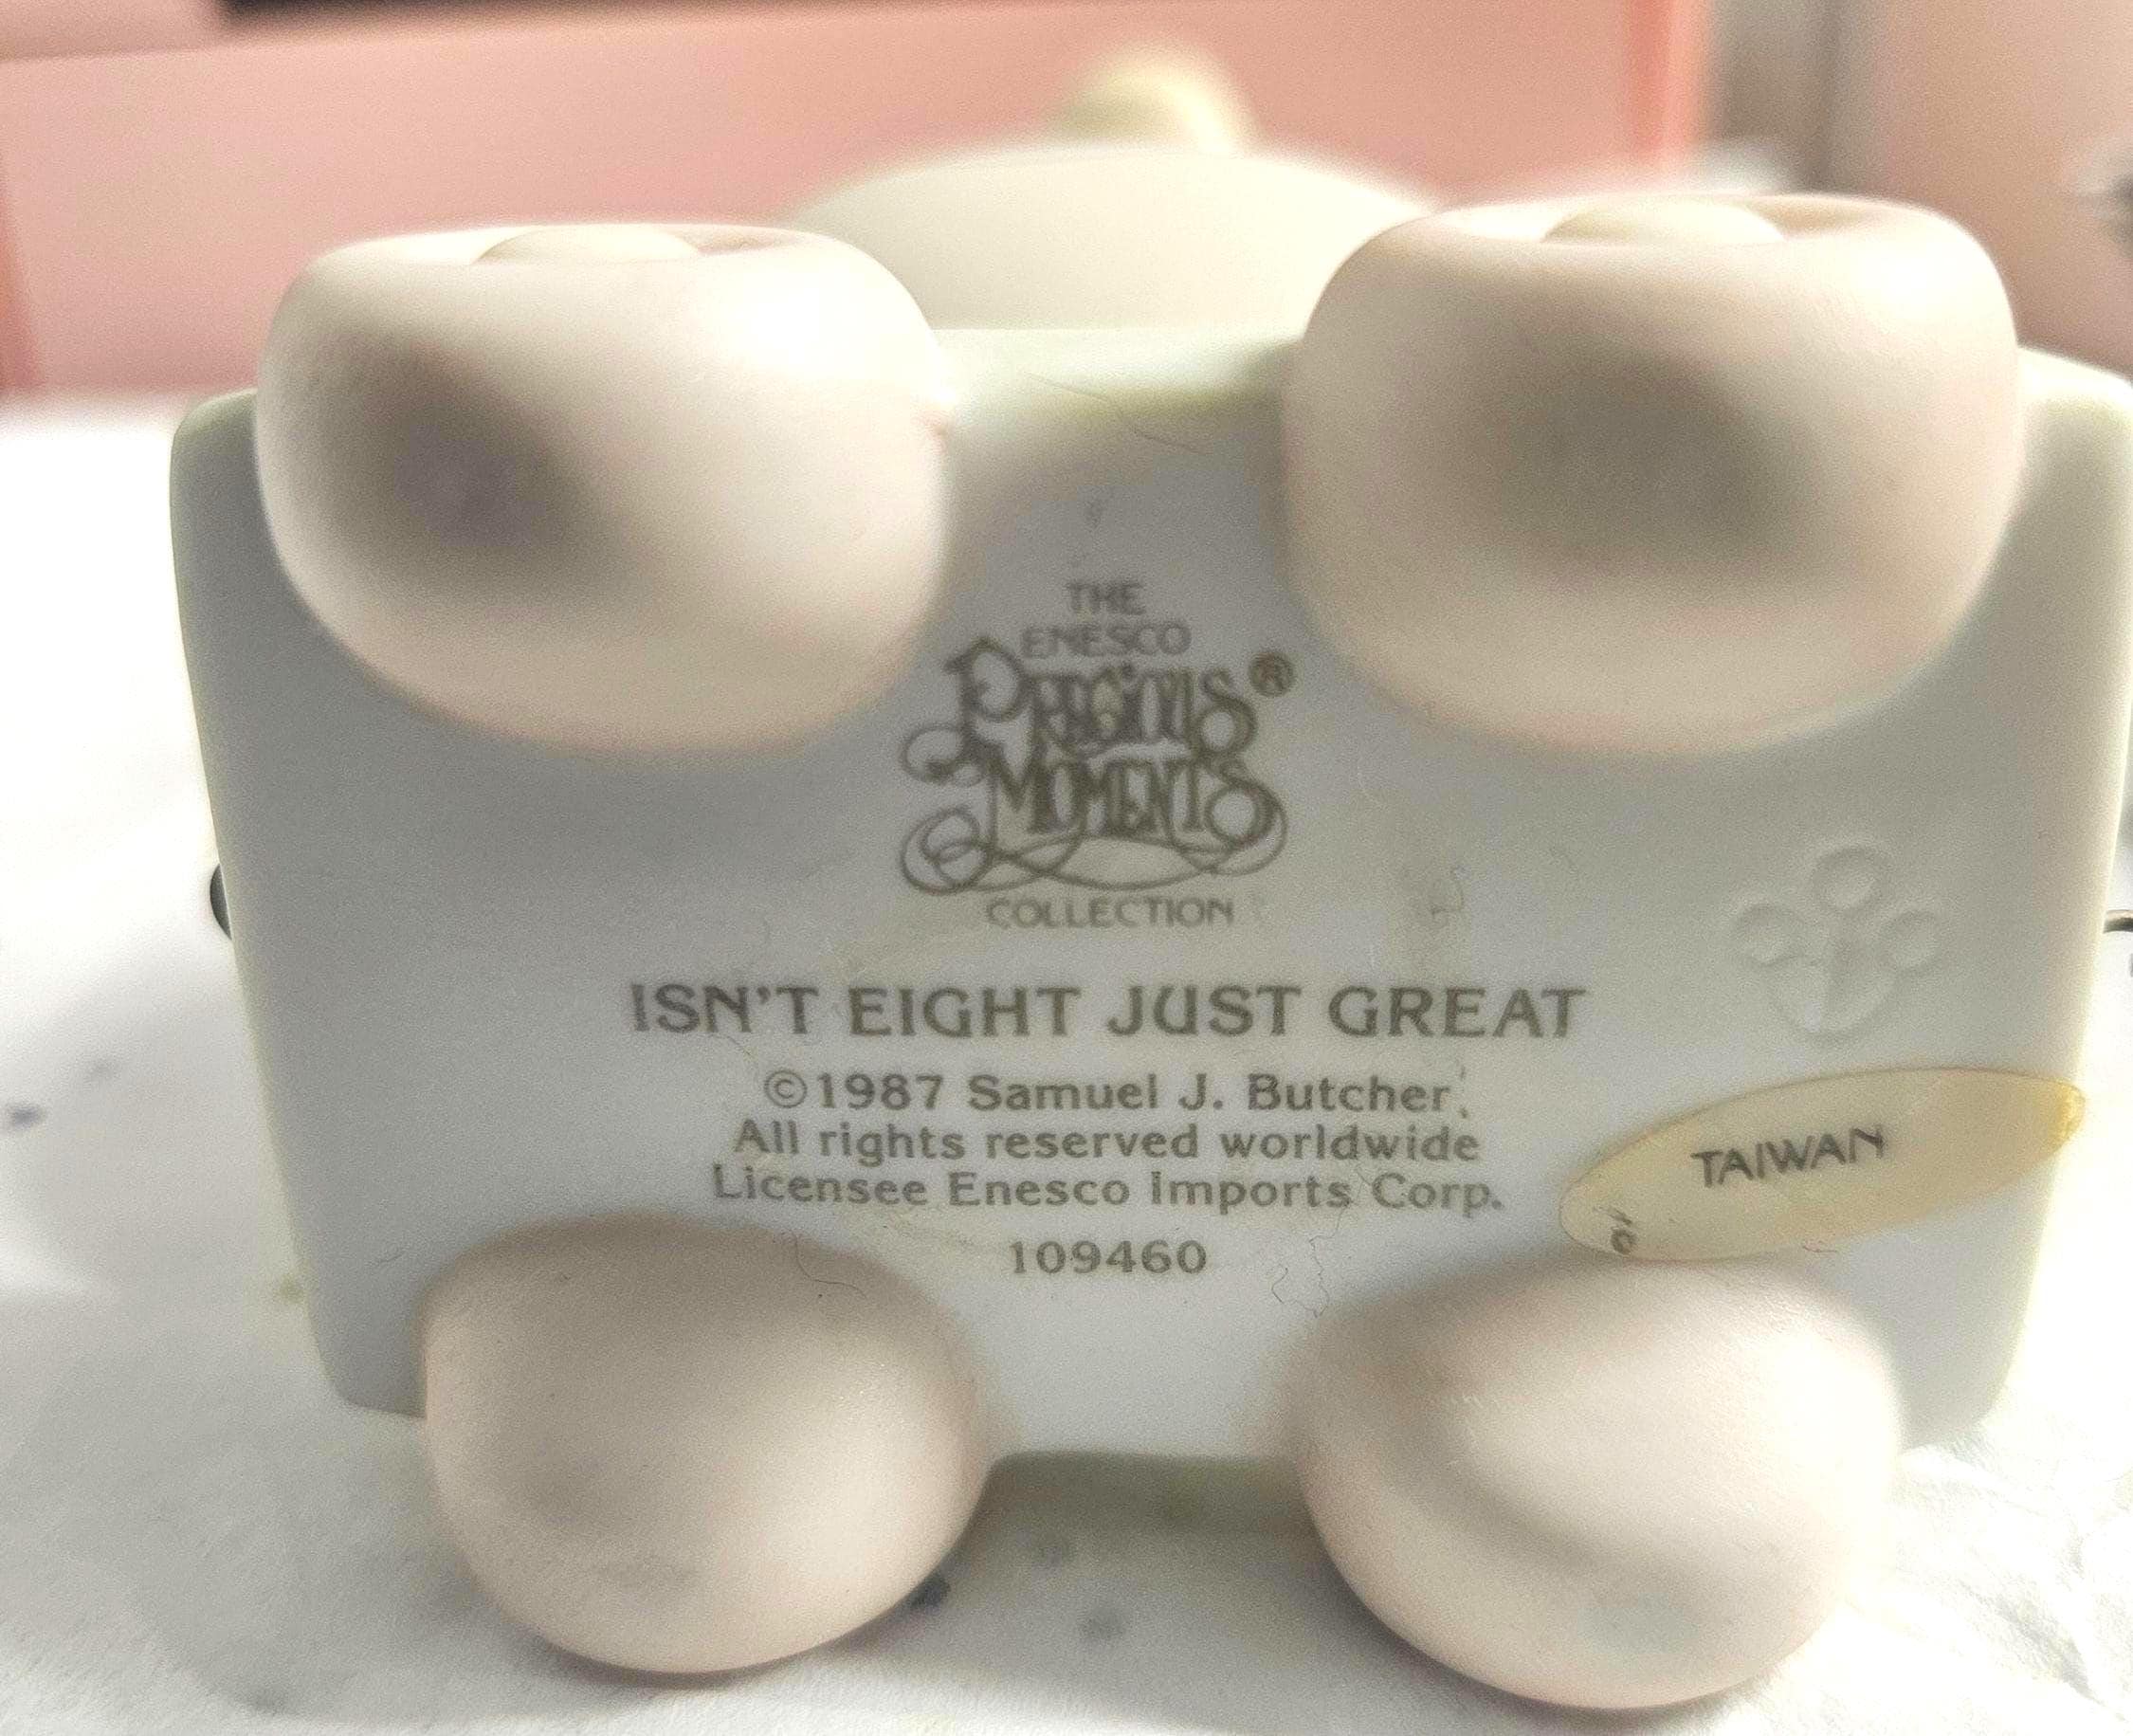 THE
ENESCO
PRECIOUS®
MOMENTS
COLLECTION
ISN'T EIGHT JUST GREAT
©1987 Samuel J. Butcher,
All rights reserved worldwide
Licensee Enesco Imports Corp.
109460
TAIWAN